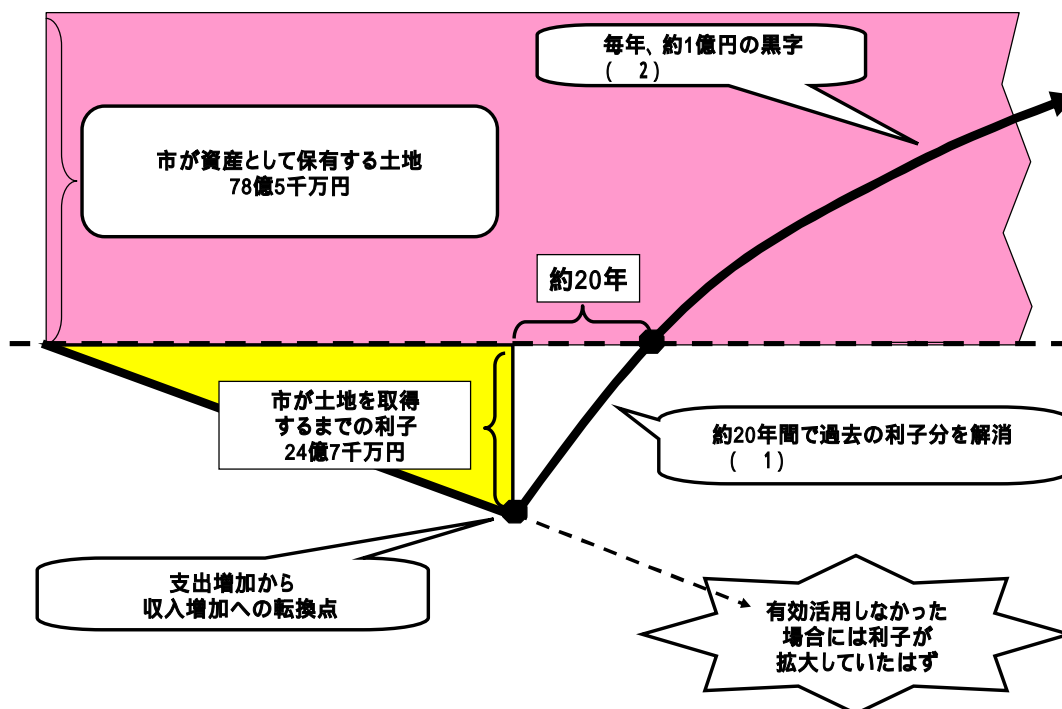 毎年、約1億円の黒字
(　2)
市が資産として保有する土地
78億5千万円
約20年
市が土地を取得
するまでの利子
24億7千万円
約20年間で過去の利子分を解消
(　1)
支出増加から
収入増加への転換点
有効活用しなかった
場合には利子が
拡大していたはず